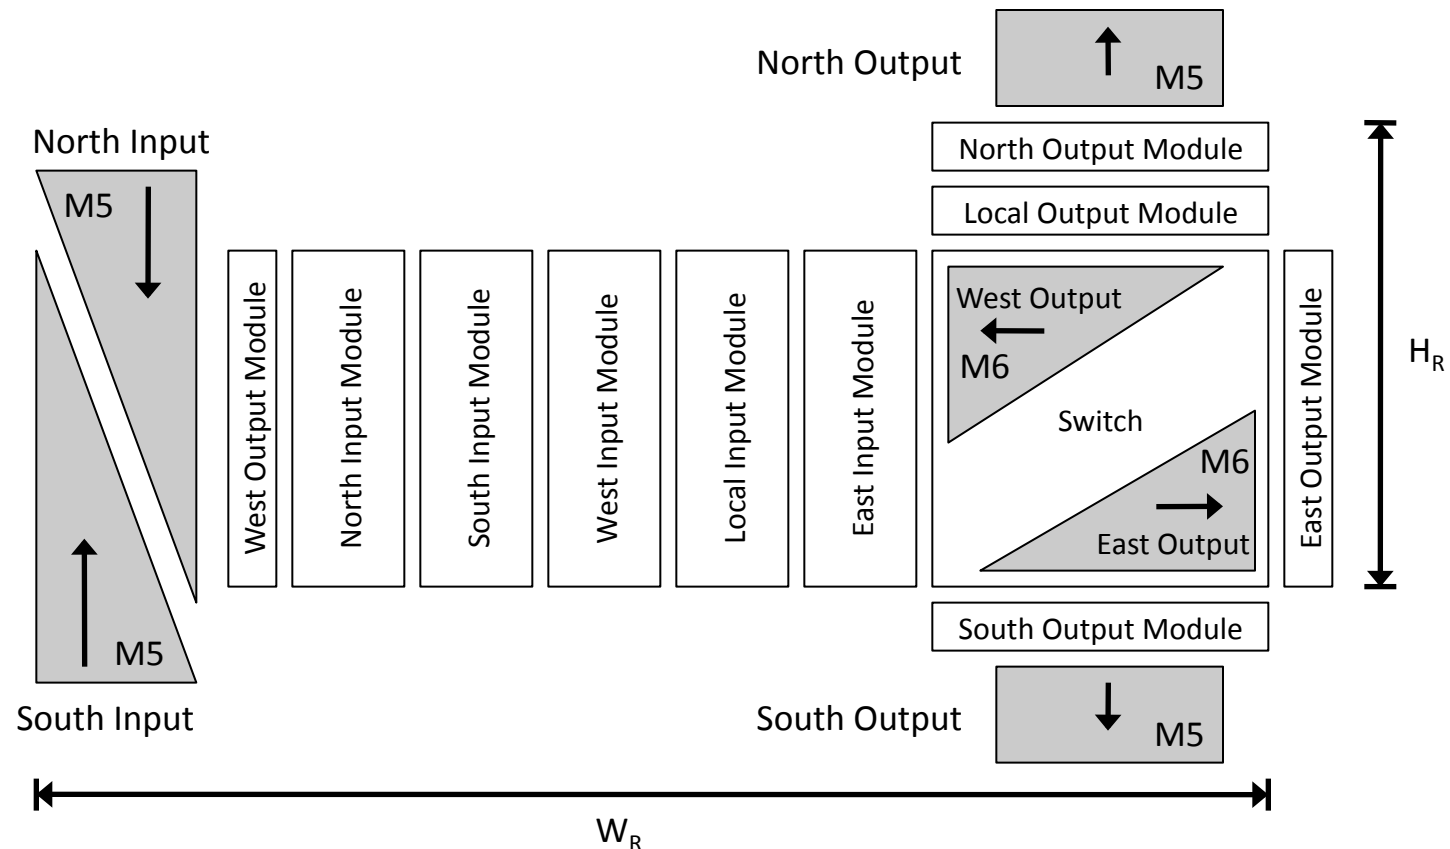 North Output
M5
North Input
M5
North Output Module
Local Output Module
West Output Module
North Input Module
South Input Module
West Input Module
Local Input Module
East Input Module
West Output
M6
Switch
M6
East Output
East Output Module
H_R
South Output Module
M5
South Input
South Output
M5
W_R